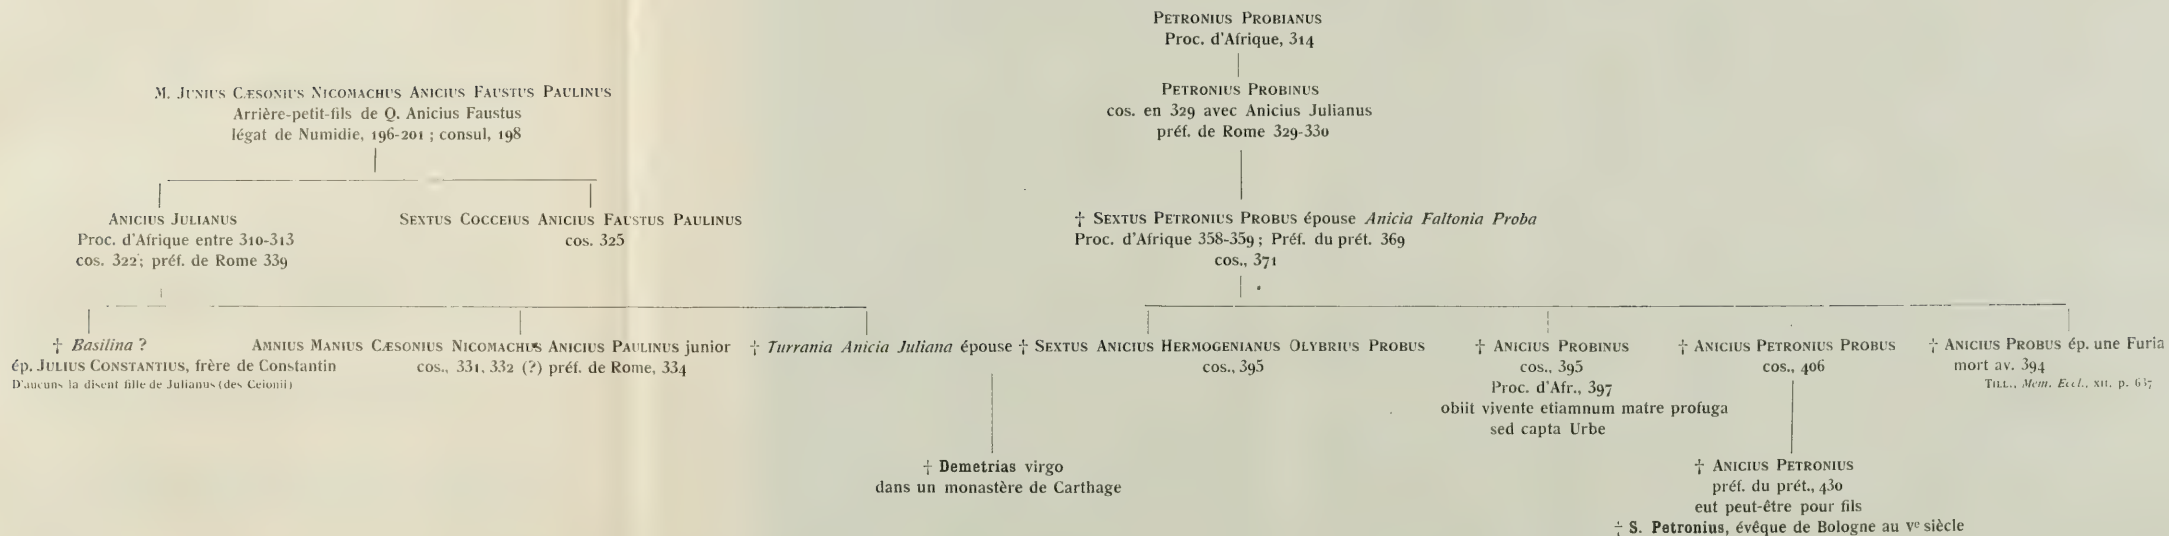 PETRONIUS PROBIANUS
Proc. d'Afrique, 314
M. JUNIUS CÆSONIUS NICOMACHUS ANICIUS FAUSTUS PAULINUS
Arrière-petit-fils de Q. Anicius Faustus
légat de Numidie, 196-201 ; consul, 198
PETRONIUS PROBINUS
cos. en 329 avec Anicius Julianus
préf. de Rome 329-330
ANICIUS JULIANUS
Proc. d'Afrique entre 310-313
cos. 322 ; préf. de Rome 339
SEXTUS COCCEIUS ANICIUS FAUSTUS PAULINUS
cos. 325
† SEXTUS PETRONIUS PROBUS épouse Anicia Faltonia Proba
Proc. d'Afrique 358-359 ; Préf. du prét. 369
cos., 371
† Basilina ?
ép. JULIUS CONSTANTIUS, frère de Constantin
D'aucuns la disent fille de Julianus (des Ceionii)
AMNIUS MANIUS CÆSONIUS NICOMACHUS ANICIUS PAULINUS junior
cos., 331, 332 (?) préf. de Rome, 334
† Turrania Anicia Juliana épouse † SEXTUS ANICIUS HERMOGENIANUS OLYBRIUS PROBUS
cos., 395
† ANICIUS PROBINUS
cos., 395
Proc. d'Afr., 397
obiit vivente etiamnum matre profuga
sed capta Urbe
† ANICIUS PETRONIUS PROBUS
cos., 406
† ANICIUS PROBUS ép. une Furia
mort av. 394
TILL., Mem. Eccl., XII. p. 637
† Demetrias virgo
dans un monastère de Carthage
† ANICIUS PETRONIUS
préf. du prét., 430
eut peut-être pour fils
† S. Petronius, évêque de Bologne au Ve siècle